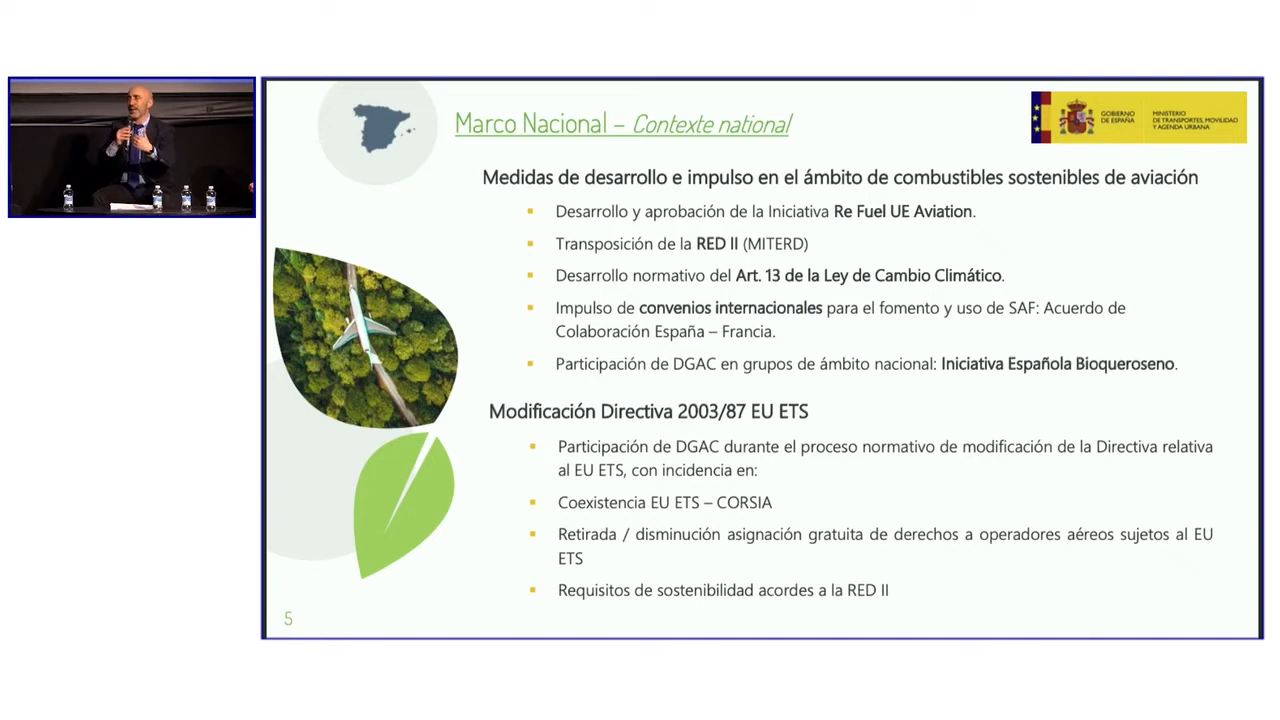 Marco Nacional – Contexte national
GOBIERNO
DE ESPAÑA
MINISTERIO
DE TRANSPORTES, MOVILIDAD
Y AGENDA URBANA
Medidas de desarrollo e impulso en el ámbito de combustibles sostenibles de aviación
▪ Desarrollo y aprobación de la Iniciativa Re Fuel UE Aviation.
▪ Transposición de la RED II (MITERD)
▪ Desarrollo normativo del Art. 13 de la Ley de Cambio Climático.
▪ Impulso de convenios internacionales para el fomento y uso de SAF: Acuerdo de
Colaboración España – Francia.
▪ Participación de DGAC en grupos de ámbito nacional: Iniciativa Española Bioqueroseno.
Modificación Directiva 2003/87 EU ETS
▪ Participación de DGAC durante el proceso normativo de modificación de la Directiva relativa
al EU ETS, con incidencia en:
▪ Coexistencia EU ETS – CORSIA
▪ Retirada / disminución asignación gratuita de derechos a operadores aéreos sujetos al EU
ETS
▪ Requisitos de sostenibilidad acordes a la RED II
5